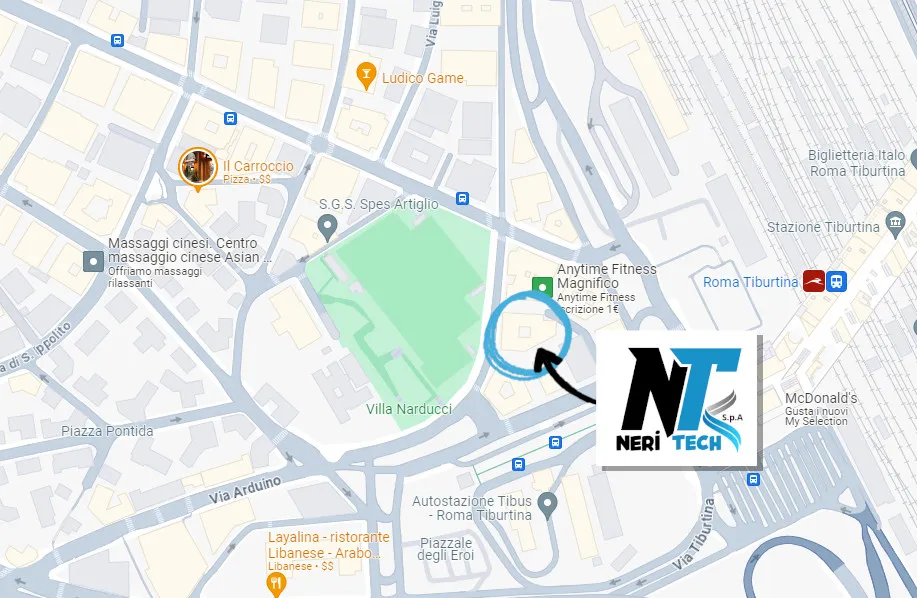 Via Luig
Ludico Game
Biglietteria Italo
Roma Tiburtina
Il Carroccio
Pizza • $$
S.G.S. Spes Artiglio
Stazione Tiburtina
Massaggi cinesi. Centro
massaggio cinese Asian ...
Offriamo massaggi
rilassanti
Anytime Fitness
Magnifico
Anytime Fitness
scrizione 1€
Roma Tiburtina
a di S. Ippolito
NT
S.p.A
NERİ TECH
McDonald's
Gusta i nuovi
My Selection
Villa Narducci
Piazza Pontida
Via Arduino
Autostazione Tibus
- Roma Tiburtina
Via Tiburtina
Layalina - ristorante
Libanese - Arabo...
Libanese • $$
Piazzale
degli Eroi